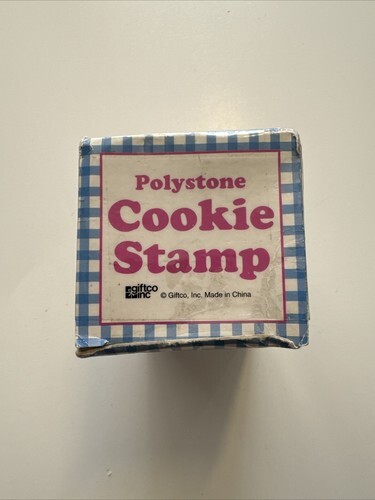 Polystone
Cookie
Stamp
giftco
inc © Giftco, Inc. Made in China